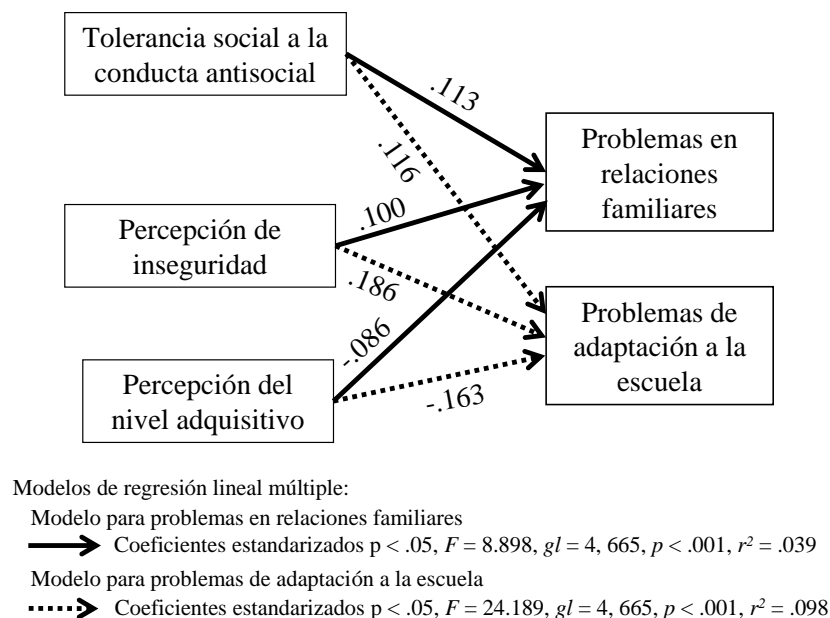 Tolerancia social a la
conducta antisocial
.113
.116
Problemas en
relaciones
familiares
Percepción de
inseguridad
.100
.186
-.086
Problemas de
adaptación a la
escuela
Percepción del
nivel adquisitivo
-.163
Modelos de regresión lineal múltiple:
Modelo para problemas en relaciones familiares
Coeficientes estandarizados p < .05, F = 8.898, gl = 4, 665, p < .001, r² = .039
Modelo para problemas de adaptación a la escuela
Coeficientes estandarizados p < .05, F = 24.189, gl = 4, 665, p < .001, r² = .098